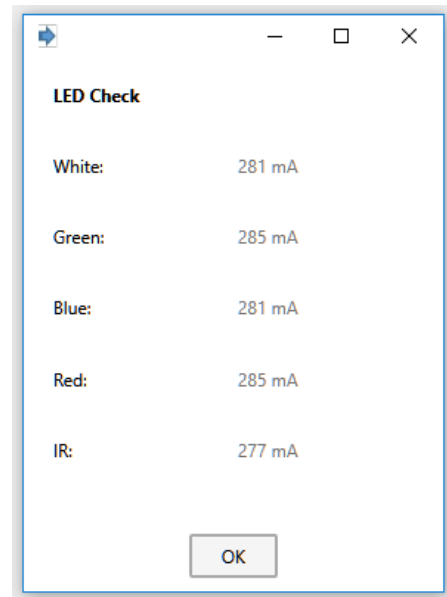 LED Check
White: 281 mA
Green: 285 mA
Blue: 281 mA
Red: 285 mA
IR: 277 mA
OK